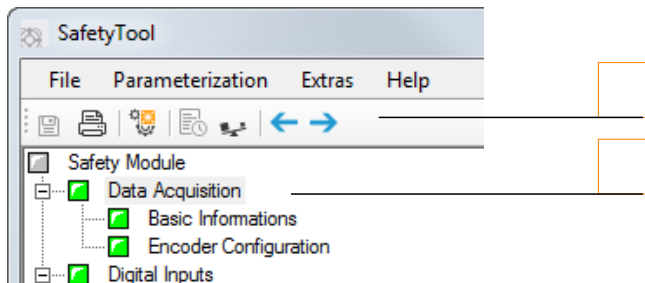 SafetyTool
File Parameterization Extras Help
Safety Module
Data Acquisition
Basic Informations
Encoder Configuration
Digital Inputs